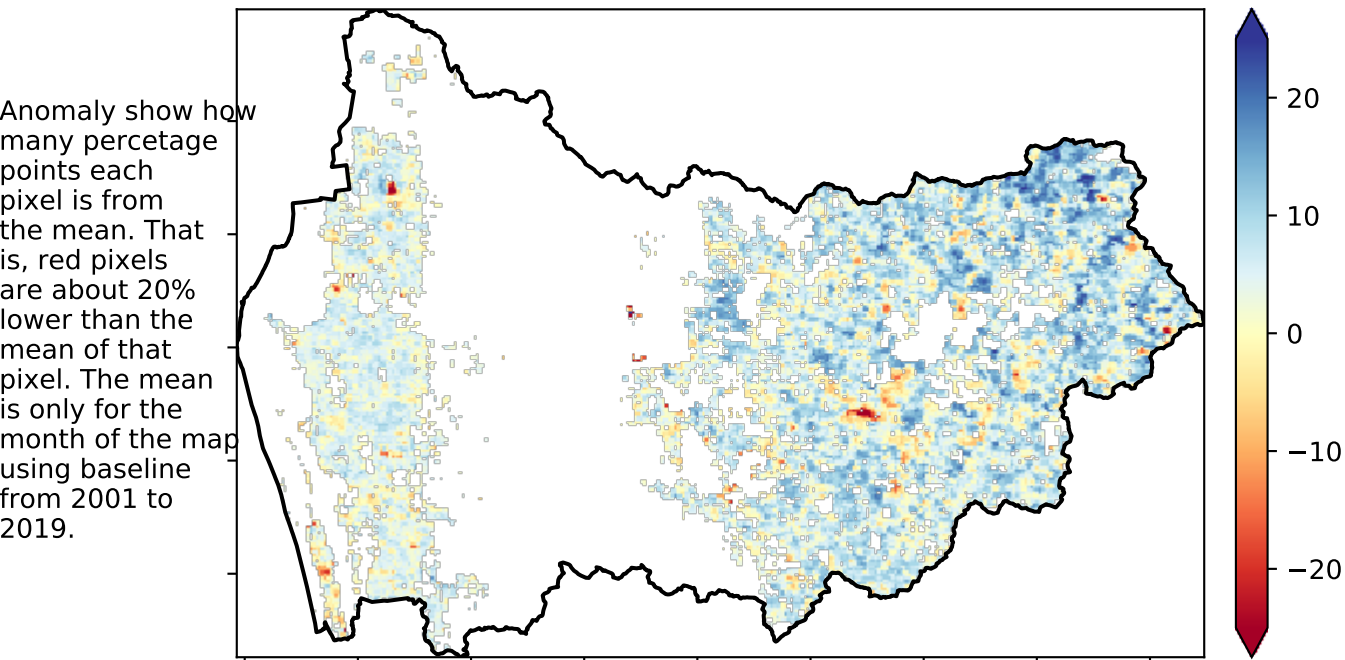 Anomaly show how
many percetage
points each
pixel is from
the mean. That
is, red pixels
are about 20%
lower than the
mean of that
pixel. The mean
is only for the
month of the map
using baseline
from 2001 to
2019.
20
10
0
−10
−20